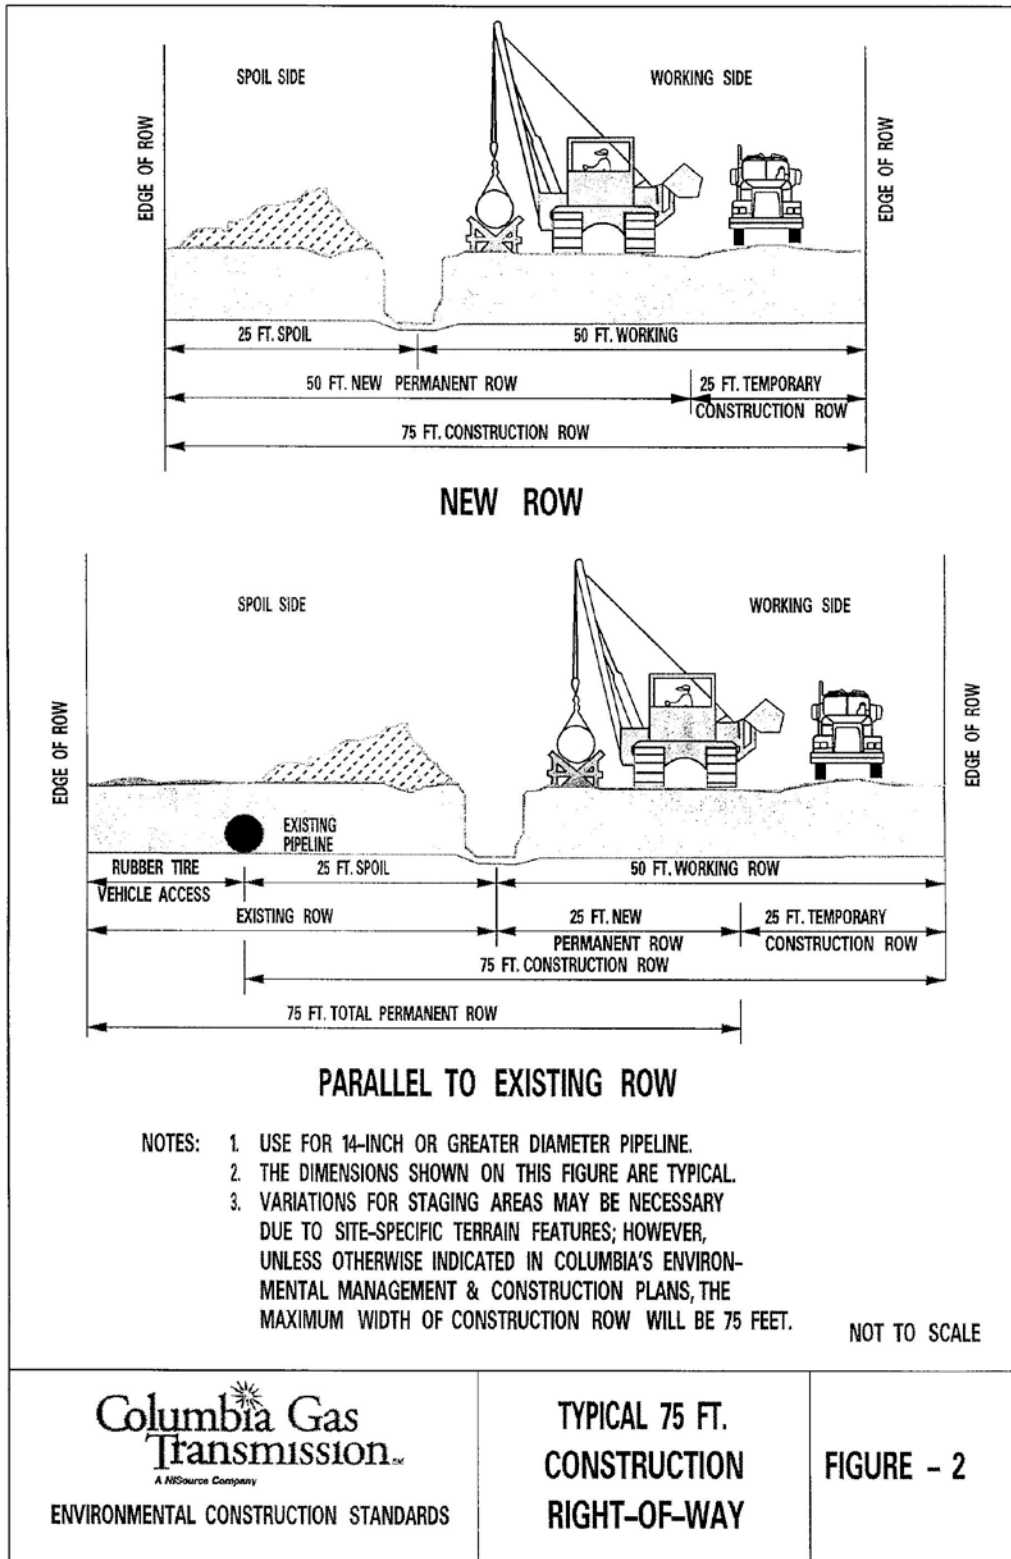 SPOIL SIDE
WORKING SIDE
EDGE OF ROW
EDGE OF ROW
25 FT. SPOIL
50 FT. WORKING
50 FT. NEW PERMANENT ROW
25 FT. TEMPORARY
CONSTRUCTION ROW
75 FT. CONSTRUCTION ROW
NEW ROW
SPOIL SIDE
WORKING SIDE
EDGE OF ROW
EDGE OF ROW
EXISTING
PIPELINE
RUBBER TIRE
VEHICLE ACCESS
25 FT. SPOIL
50 FT. WORKING ROW
EXISTING ROW
25 FT. NEW
PERMANENT ROW
25 FT. TEMPORARY
CONSTRUCTION ROW
75 FT. CONSTRUCTION ROW
75 FT. TOTAL PERMANENT ROW
PARALLEL TO EXISTING ROW
NOTES: 1. USE FOR 14-INCH OR GREATER DIAMETER PIPELINE.
2. THE DIMENSIONS SHOWN ON THIS FIGURE ARE TYPICAL.
3. VARIATIONS FOR STAGING AREAS MAY BE NECESSARY
DUE TO SITE-SPECIFIC TERRAIN FEATURES; HOWEVER,
UNLESS OTHERWISE INDICATED IN COLUMBIA'S ENVIRON-
MENTAL MANAGEMENT & CONSTRUCTION PLANS, THE
MAXIMUM WIDTH OF CONSTRUCTION ROW WILL BE 75 FEET.
NOT TO SCALE
Columbia Gas
Transmission℠
A NiSource Company
ENVIRONMENTAL CONSTRUCTION STANDARDS
TYPICAL 75 FT.
CONSTRUCTION
RIGHT-OF-WAY
FIGURE - 2